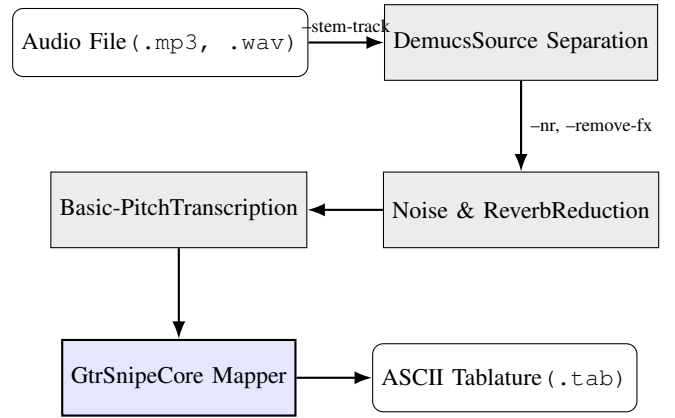 Audio File(.mp3, .wav)
–stem-track
DemucsSource Separation
–nr, –remove-fx
Noise & ReverbReduction
Basic-PitchTranscription
GtrSnipeCore Mapper
ASCII Tablature(.tab)